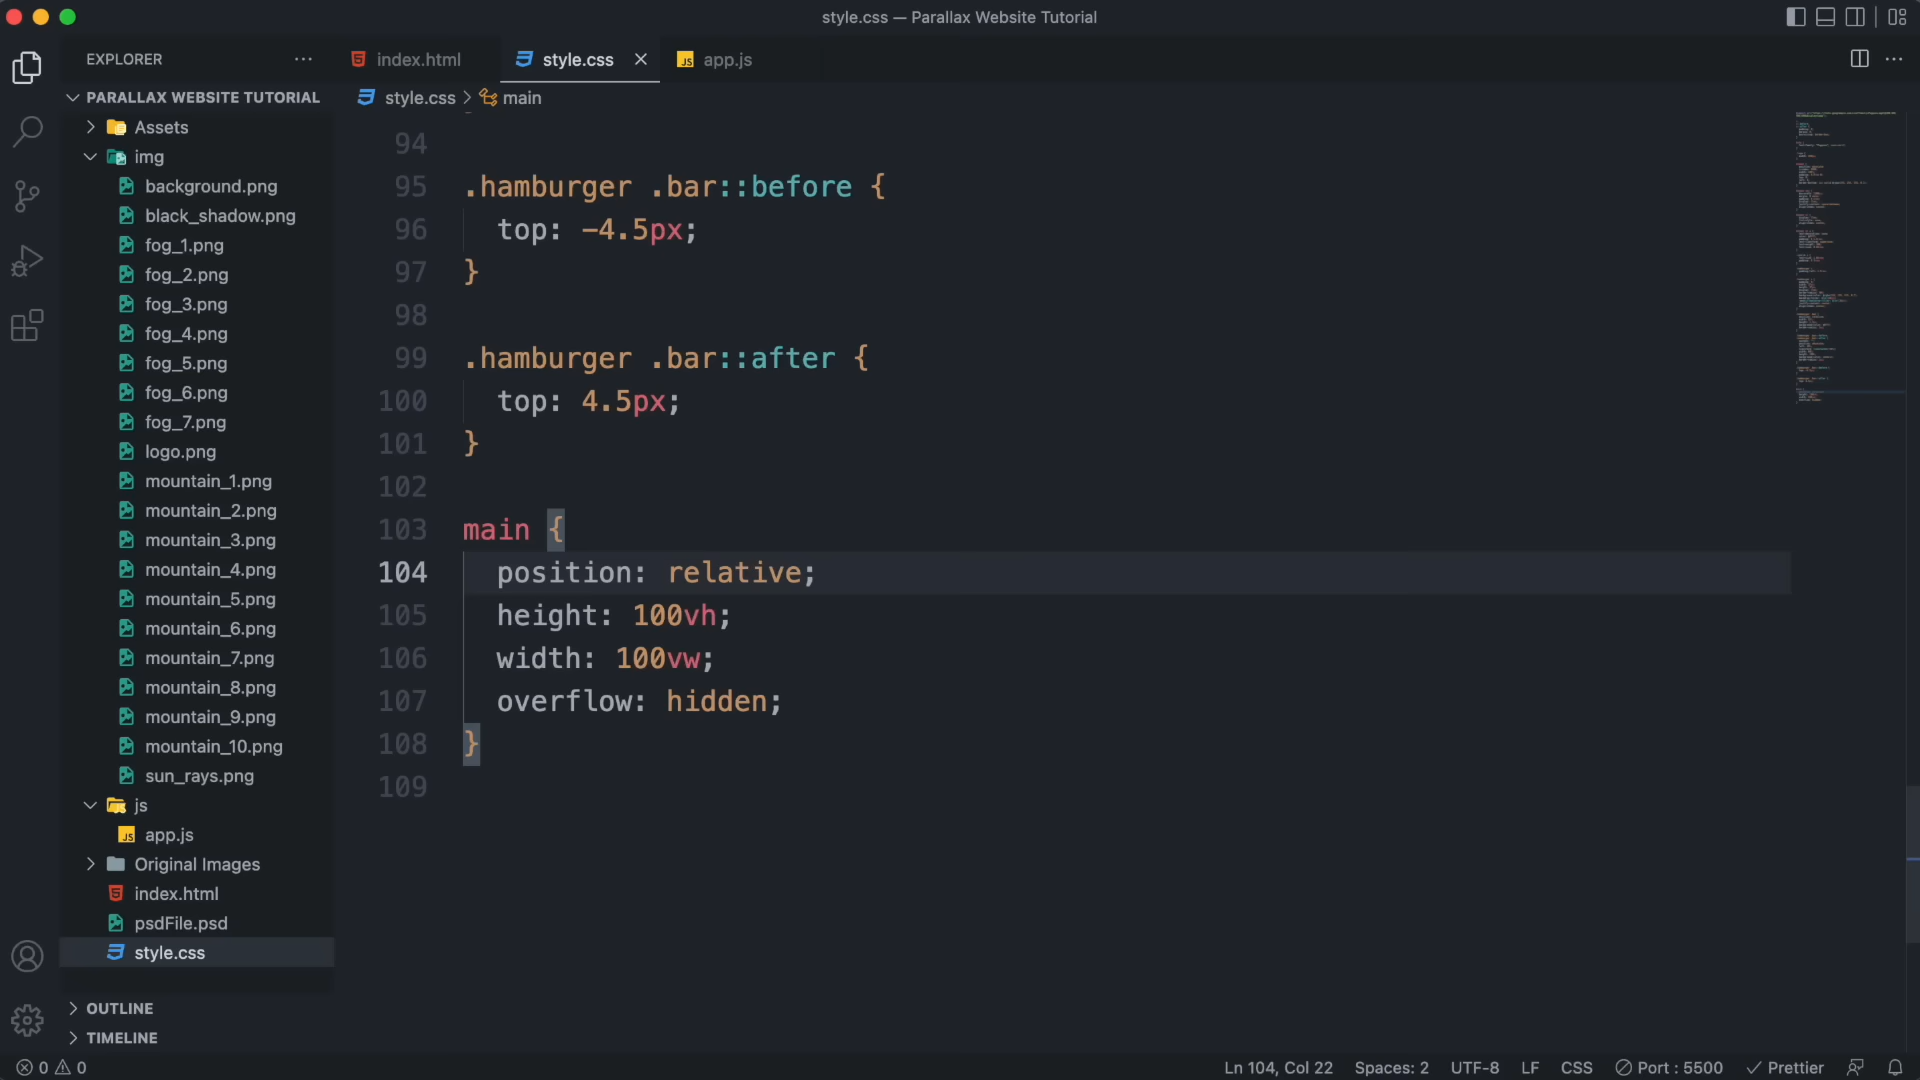 style.css — Parallax Website Tutorial
EXPLORER
index.html
style.css
app.js
PARALLAX WEBSITE TUTORIAL
style.css > main
Assets
img
background.png
black_shadow.png
fog_1.png
fog_2.png
fog_3.png
fog_4.png
fog_5.png
fog_6.png
fog_7.png
logo.png
mountain_1.png
mountain_2.png
mountain_3.png
mountain_4.png
mountain_5.png
mountain_6.png
mountain_7.png
mountain_8.png
mountain_9.png
mountain_10.png
sun_rays.png
js
app.js
Original Images
index.html
psdFile.psd
style.css
OUTLINE
TIMELINE
94
95 .hamburger .bar::before {
96 top: -4.5px;
97 }
98
99 .hamburger .bar::after {
100 top: 4.5px;
101 }
102
103 main {
104 position: relative;
105 height: 100vh;
106 width: 100vw;
107 overflow: hidden;
108 }
109
0 0
Ln 104, Col 22
Spaces: 2
UTF-8
LF
CSS
Port : 5500
Prettier